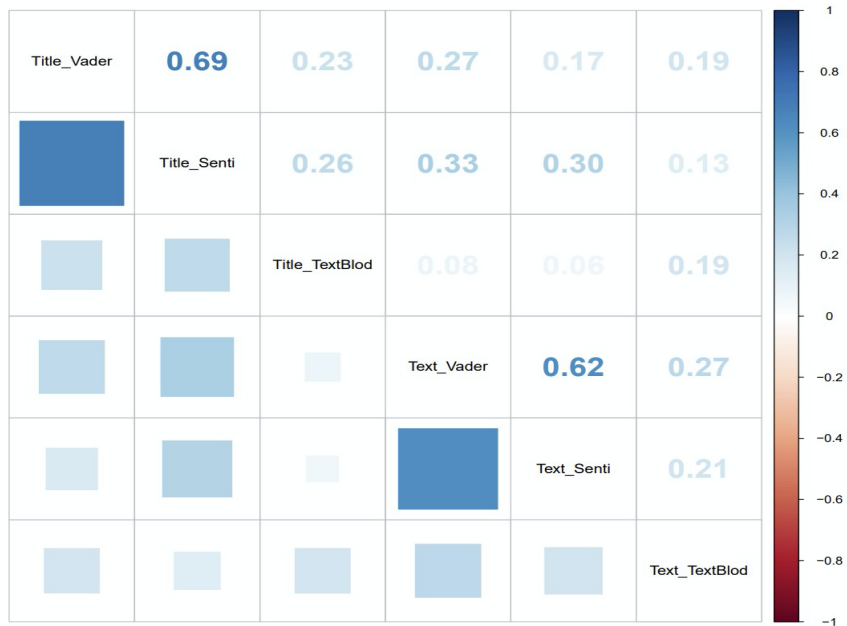 1
Title_Vader 0.69 0.23 0.27 0.17 0.19
0.8
0.6
Title_Senti 0.26 0.33 0.30 0.13
0.4
Title_TextBlod 0.08 0.06 0.19
0.2
0
Text_Vader 0.62 0.27
−0.2
−0.4
Text_Senti 0.21
−0.6
Text_TextBlod
−0.8
−1